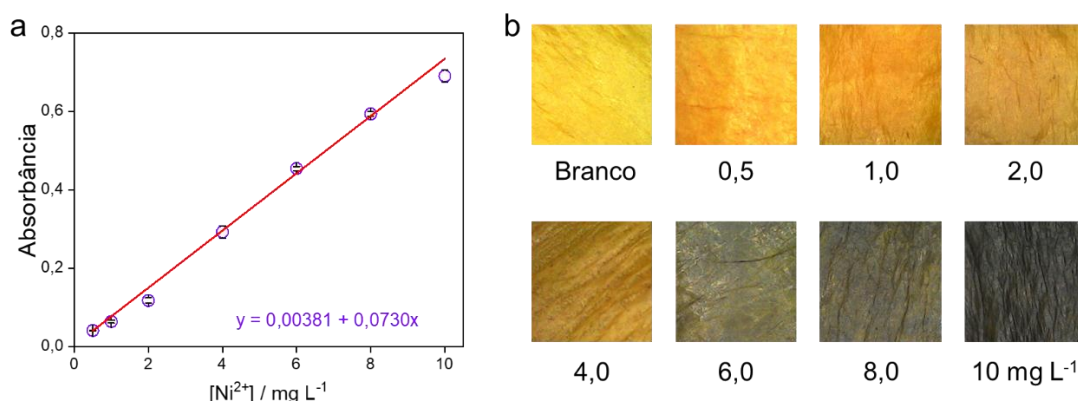 a
0,8
0,6
0,4
0,2
0,0
Absorbância
y = 0,00381 + 0,0730x
0 2 4 6 8 10
[Ni²⁺] / mg L⁻¹
b
Branco 0,5 1,0 2,0
4,0 6,0 8,0 10 mg L⁻¹